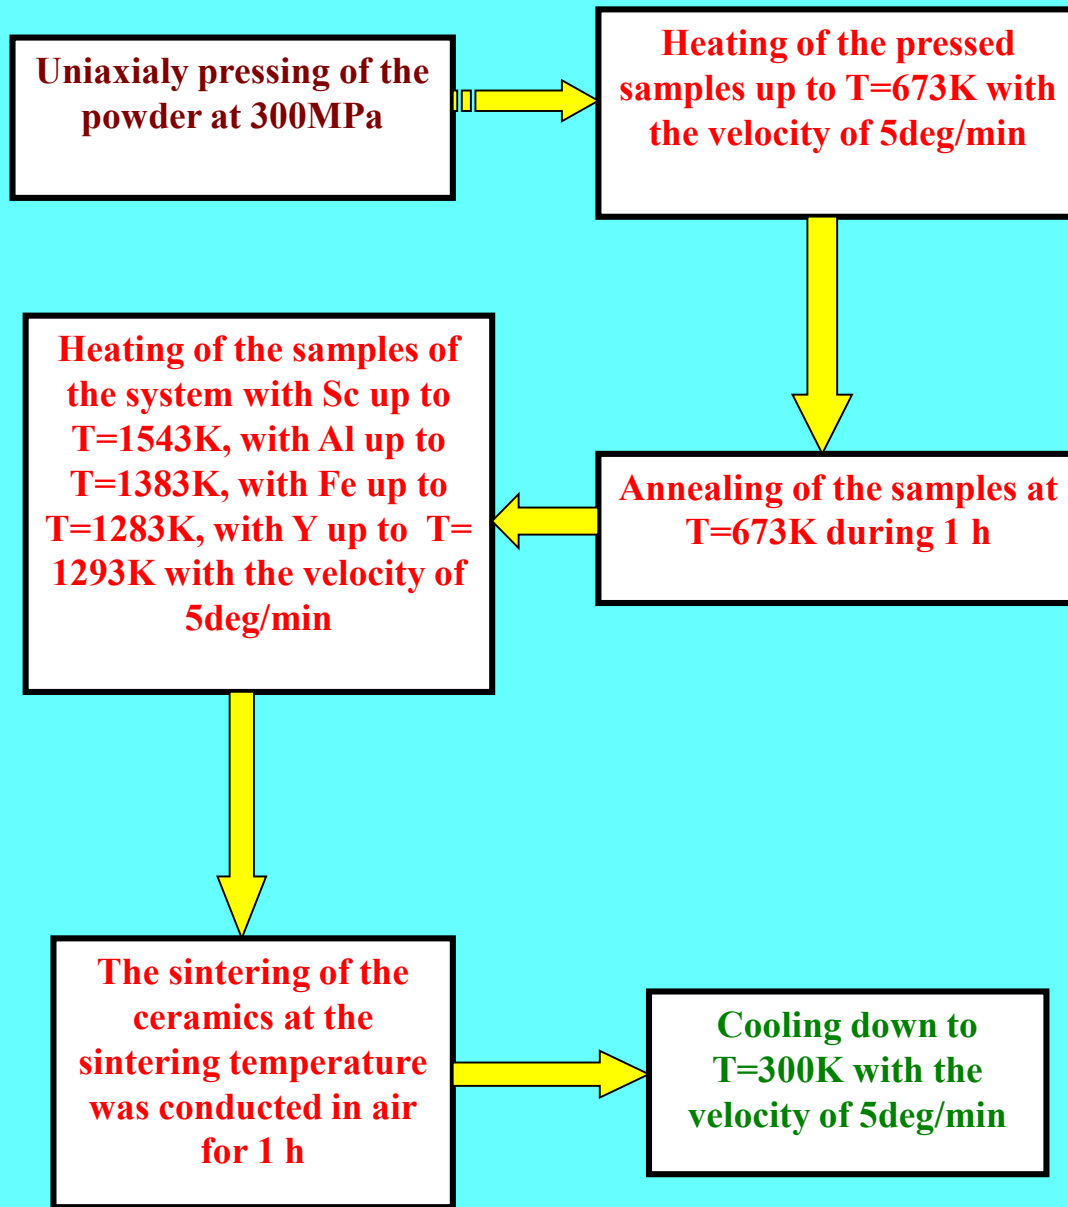 Uniaxialy pressing of the
powder at 300MPa
Heating of the pressed
samples up to T=673K with
the velocity of 5deg/min
Annealing of the samples at
T=673K during 1 h
Heating of the samples of
the system with Sc up to
T=1543K, with Al up to
T=1383K, with Fe up to
T=1283K, with Y up to T=
1293K with the velocity of
5deg/min
The sintering of the
ceramics at the
sintering temperature
was conducted in air
for 1 h
Cooling down to
T=300K with the
velocity of 5deg/min